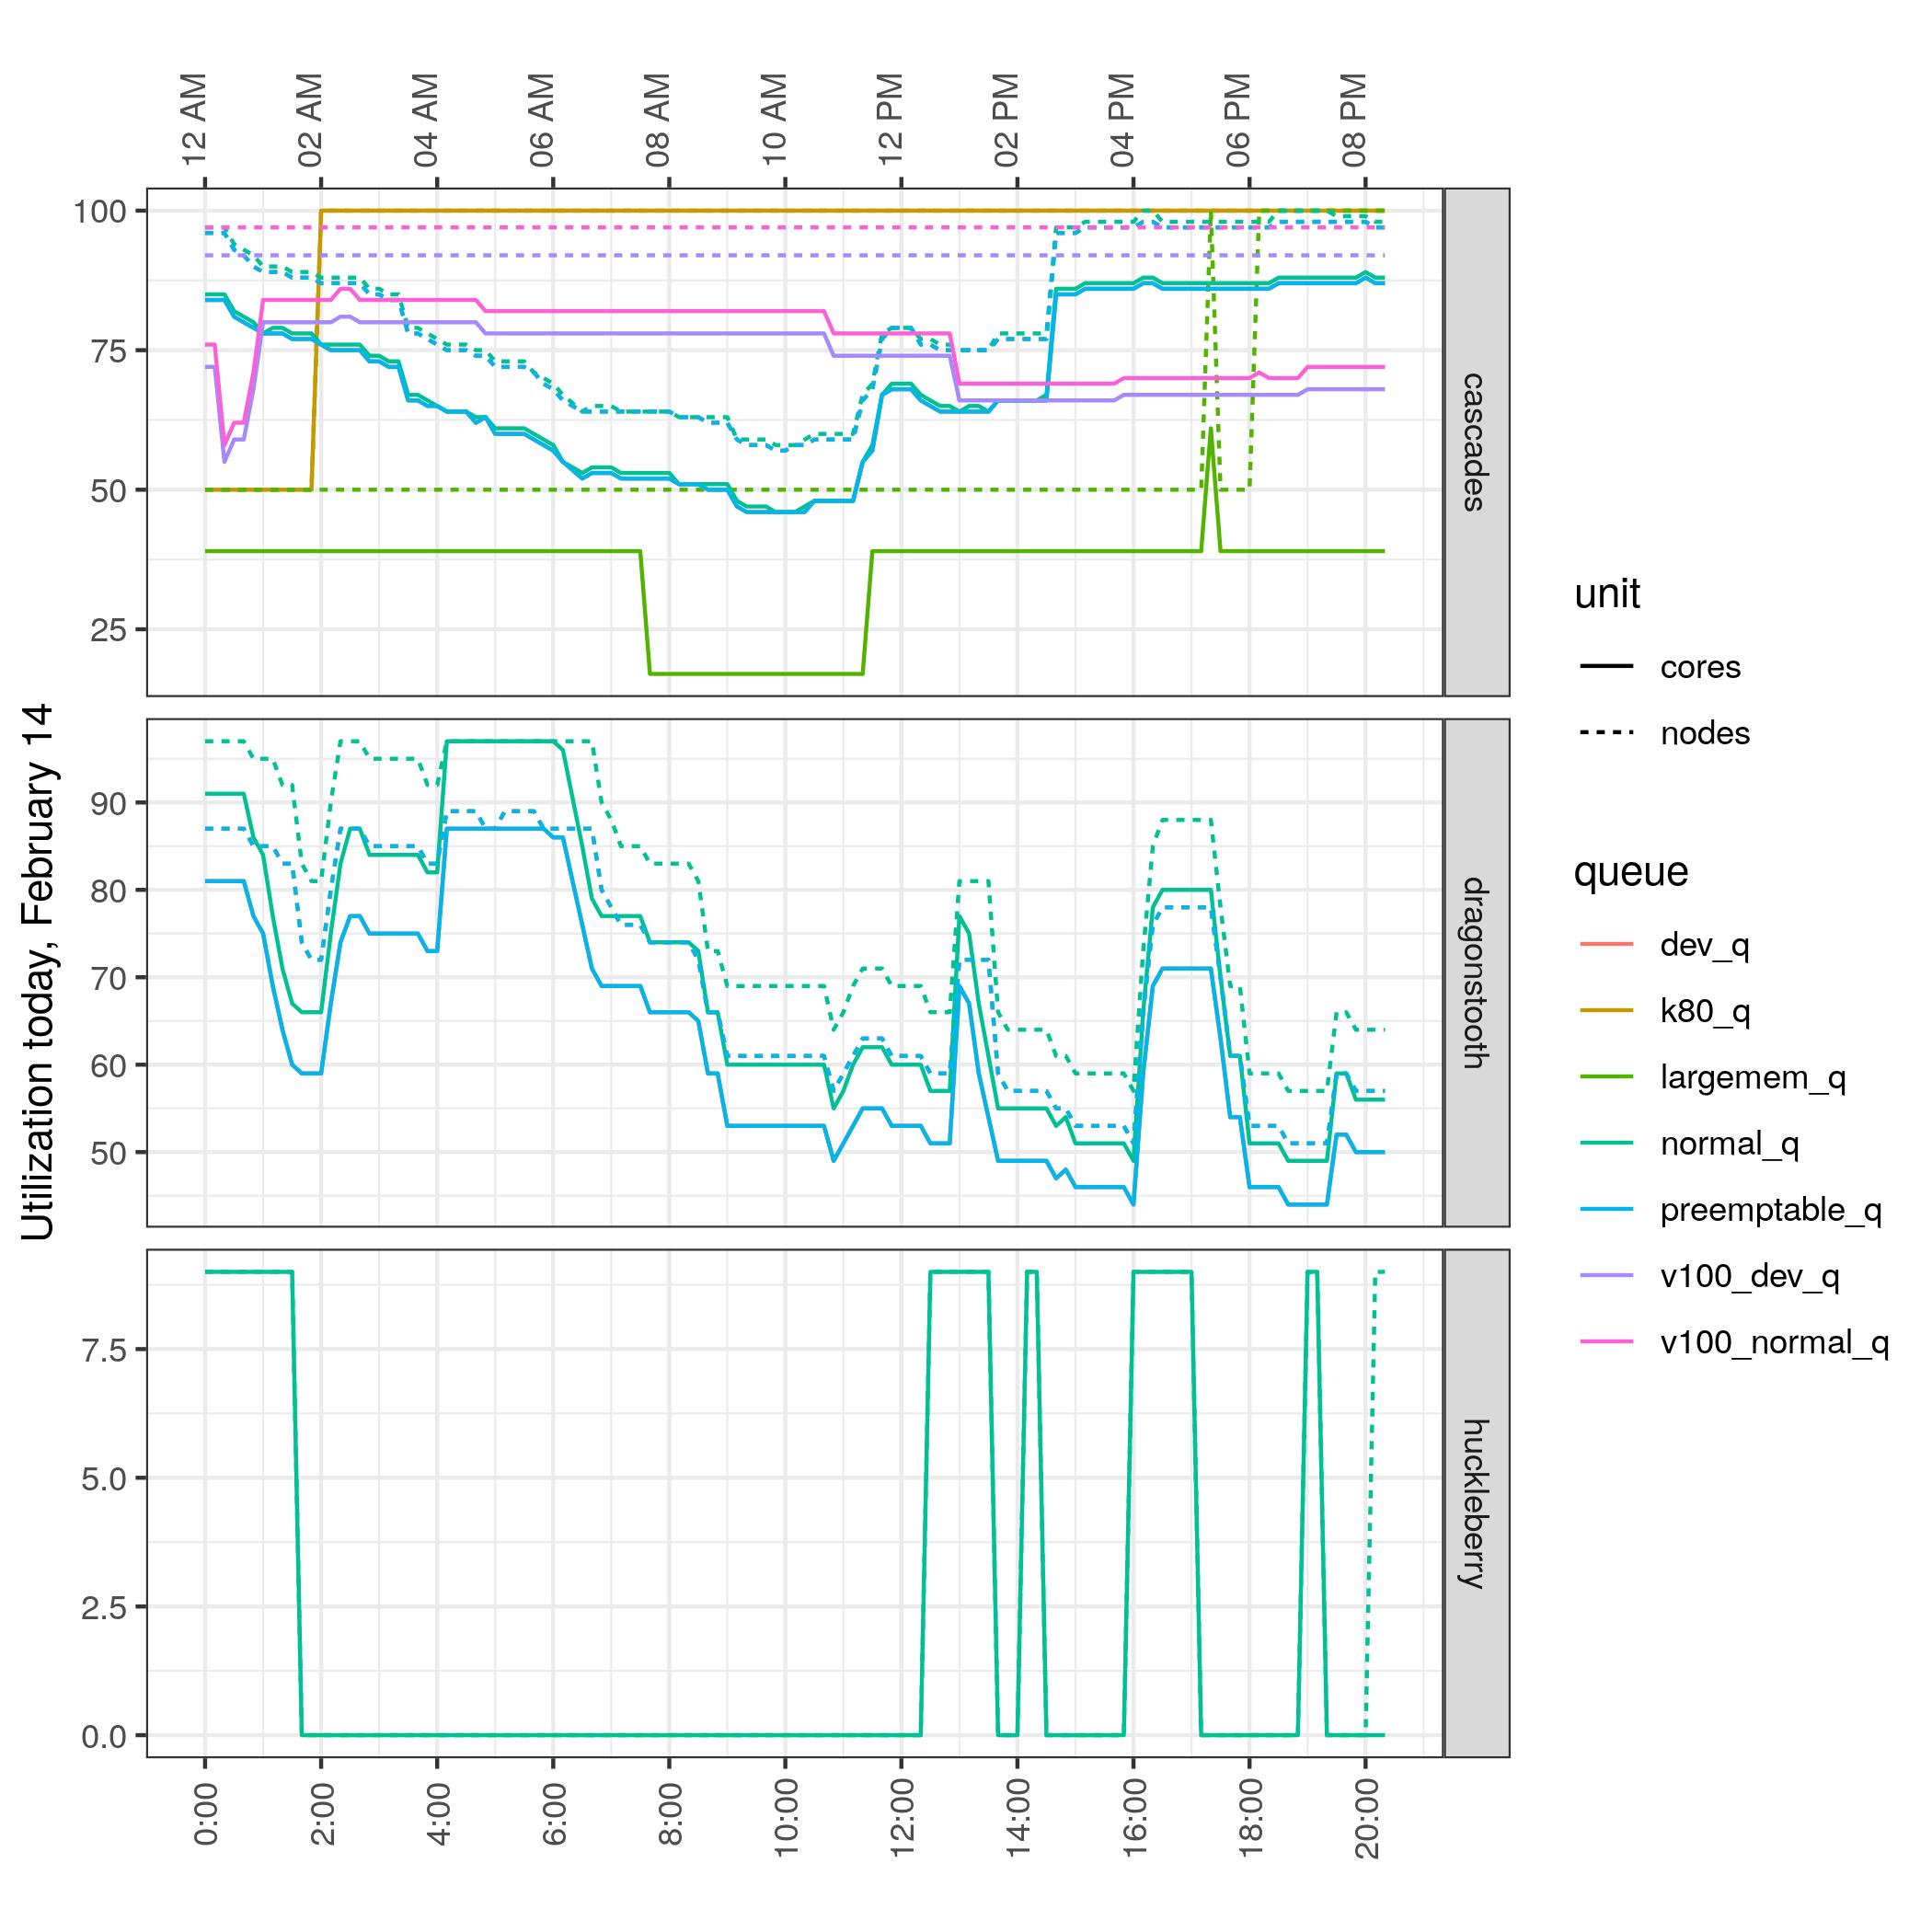 12 AM
02 AM
04 AM
06 AM
08 AM
10 AM
12 PM
02 PM
04 PM
06 PM
08 PM
Utilization today, February 14
100
75
50
25
cascades
90
80
70
60
50
dragonstooth
7.5
5.0
2.5
0.0
huckleberry
0:00
2:00
4:00
6:00
8:00
10:00
12:00
14:00
16:00
18:00
20:00
unit
cores
nodes
queue
dev_q
k80_q
largemem_q
normal_q
preemptable_q
v100_dev_q
v100_normal_q